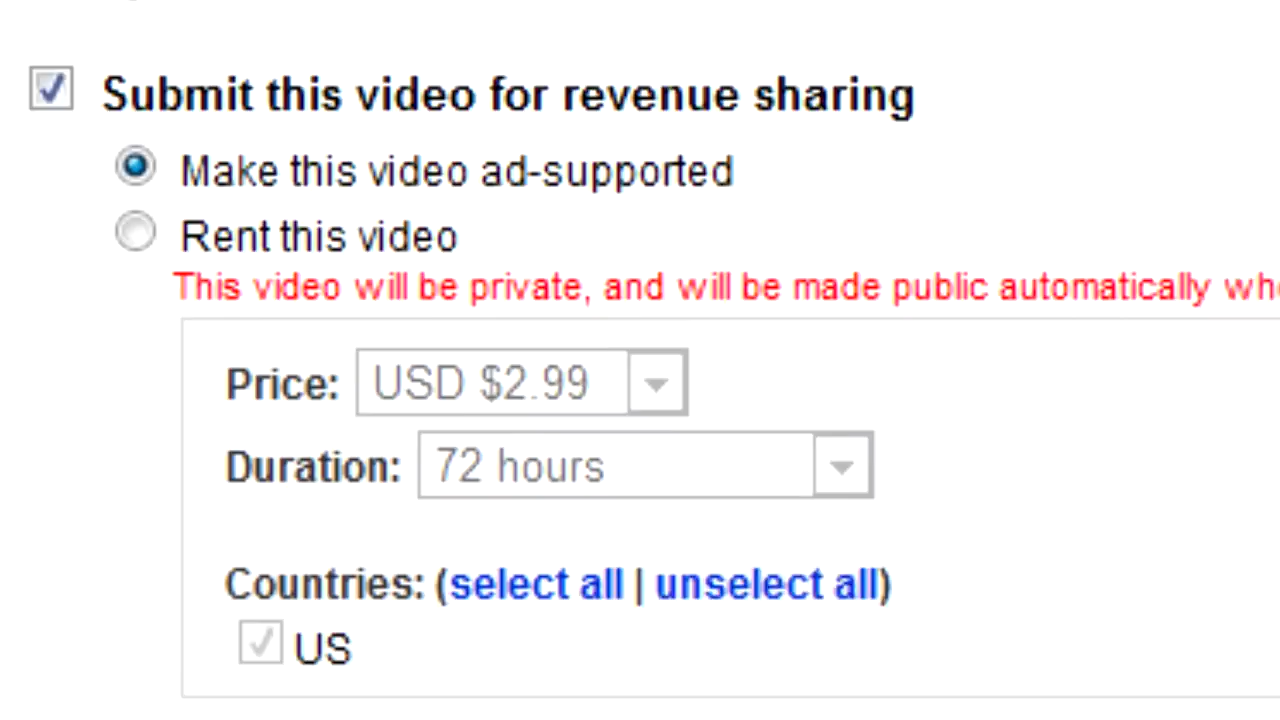 Submit this video for revenue sharing
Make this video ad-supported
Rent this video
This video will be private, and will be made public automatically
Price: USD $2.99
Duration: 72 hours
Countries: (select all | unselect all)
US